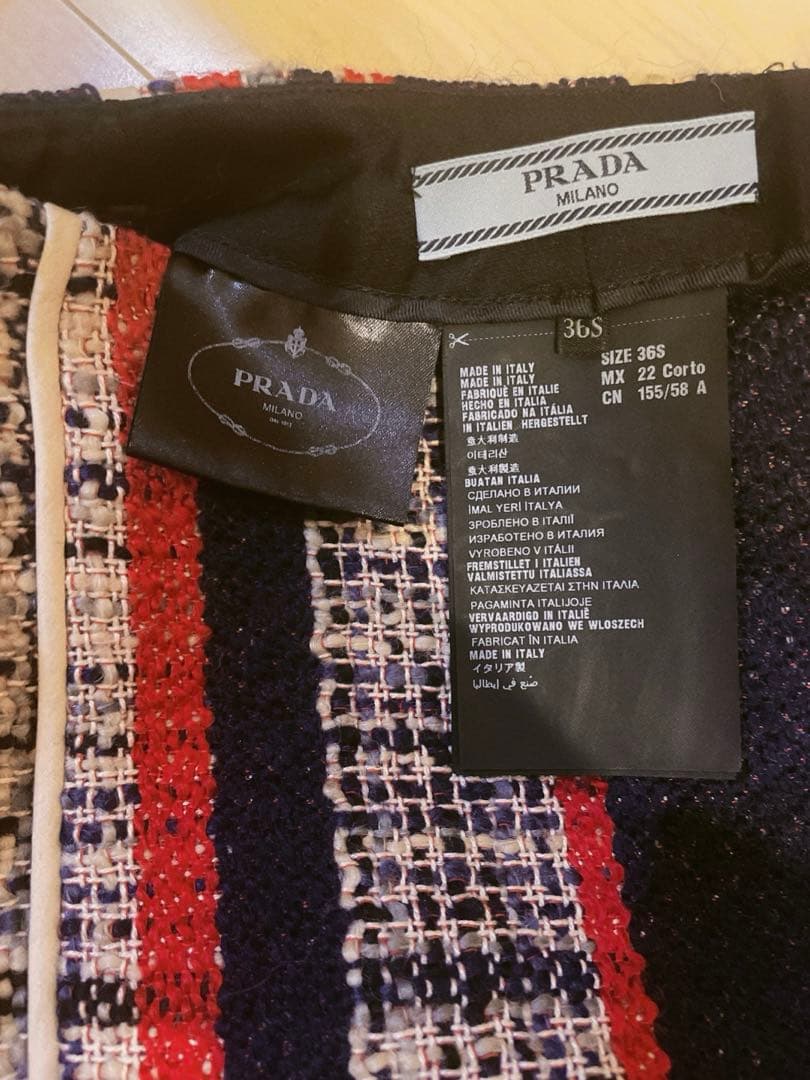 PRADA
MILANO
PRADA
MILANO
DAL 1913
36S
MADE IN ITALY
MADE IN ITALY
FABRIQUÉ EN ITALIE
HECHO EN ITALIA
FABRICADO NA ITÁLIA
IN ITALIEN HERGESTELLT
意大利制造
이테리산
意大利製造
BUATAN ITALIA
СДЕЛАНО В ИТАЛИИ
İMAL YERİ İTALYA
ЗРОБЛЕНО В ІТАЛІЇ
ИЗРАБОТЕНО В ИТАЛИЯ
VYROBENO V ITÁLII
FREMSTILLET I ITALIEN
VALMISTETTU ITALIASSA
ΚΑΤΑΣΚΕΥΑΖΕΤΑΙ ΣΤΗΝ ΙΤΑΛΙΑ
PAGAMINTA ITALIJOJE
VERVAARDIGD IN ITALIË
WYPRODUKOWANO WE WŁOSZECH
FABRICAT ÎN ITALIA
MADE IN ITALY
イタリア製
صنع في إيطاليا
SIZE 36S
MX 22 Corto
CN 155/58 A